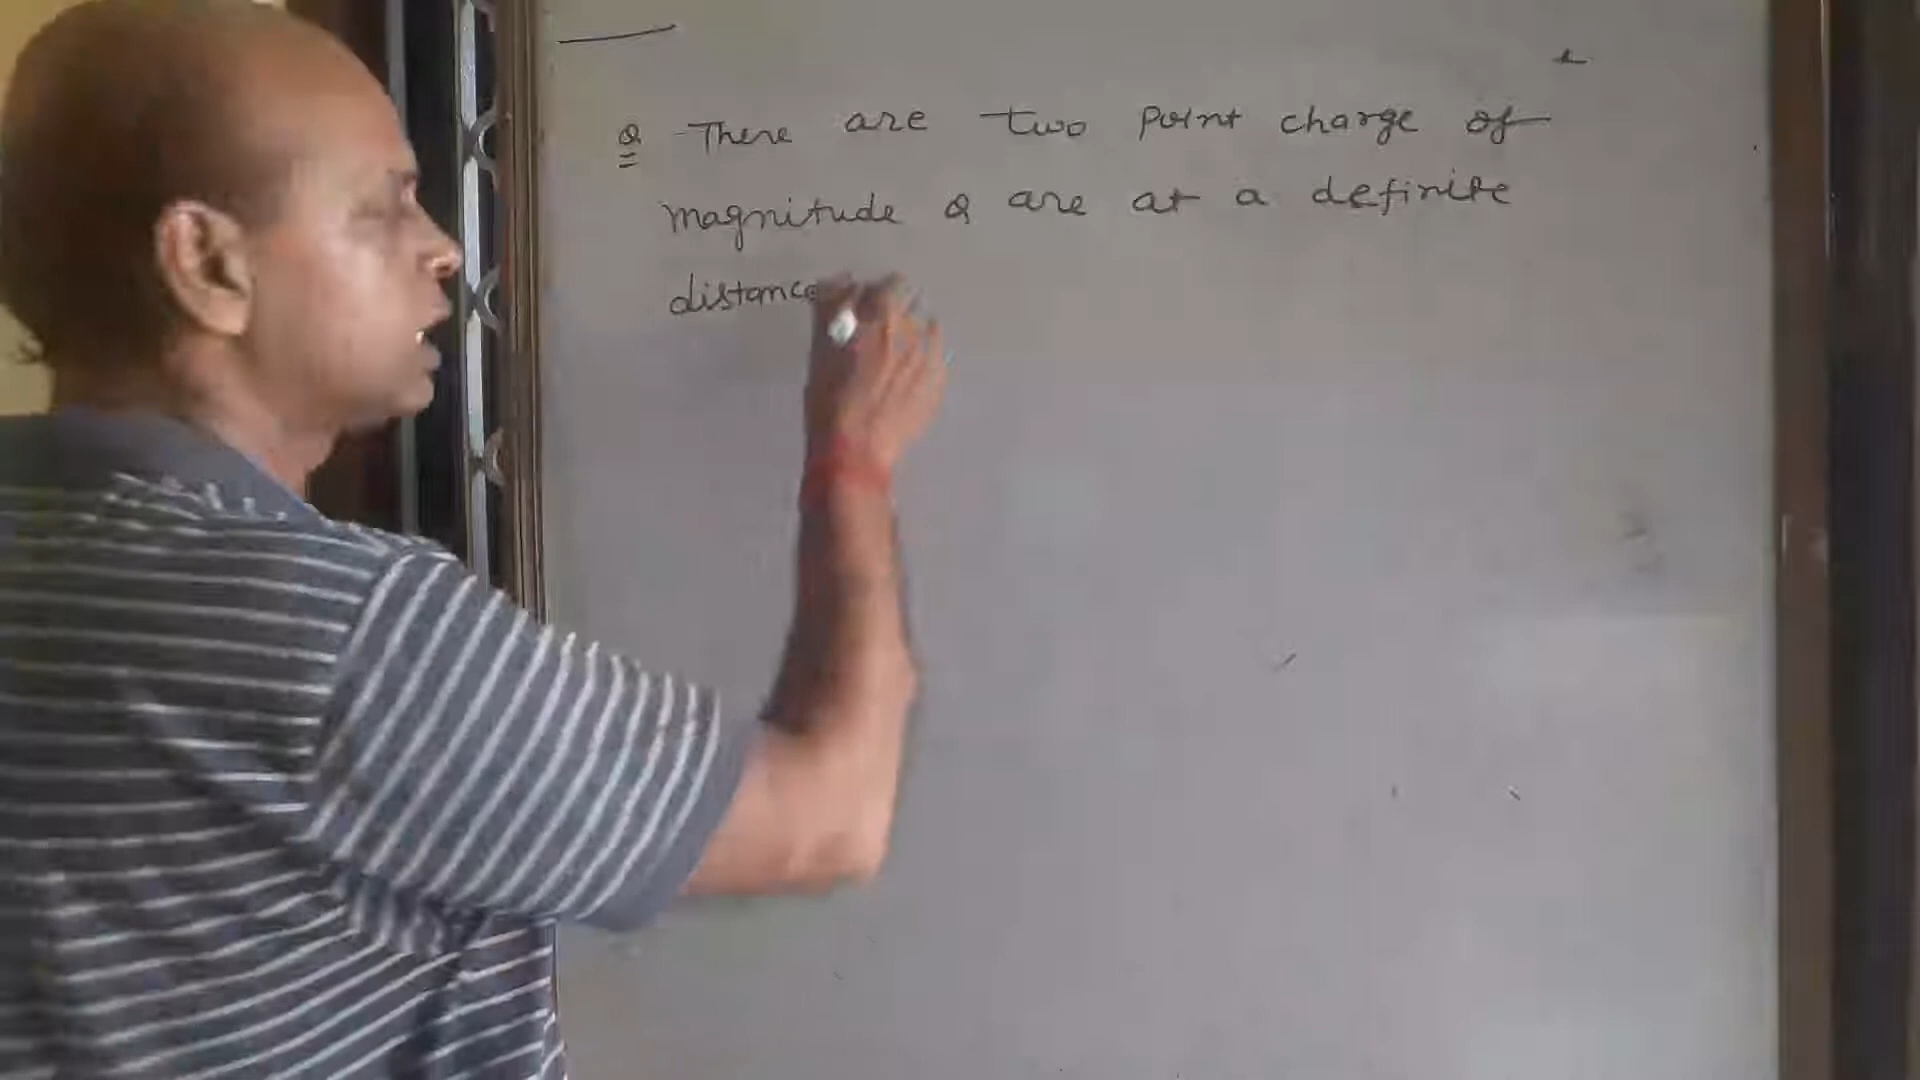 Q There are two Point charge of
magnitude Q are at a definite
distance